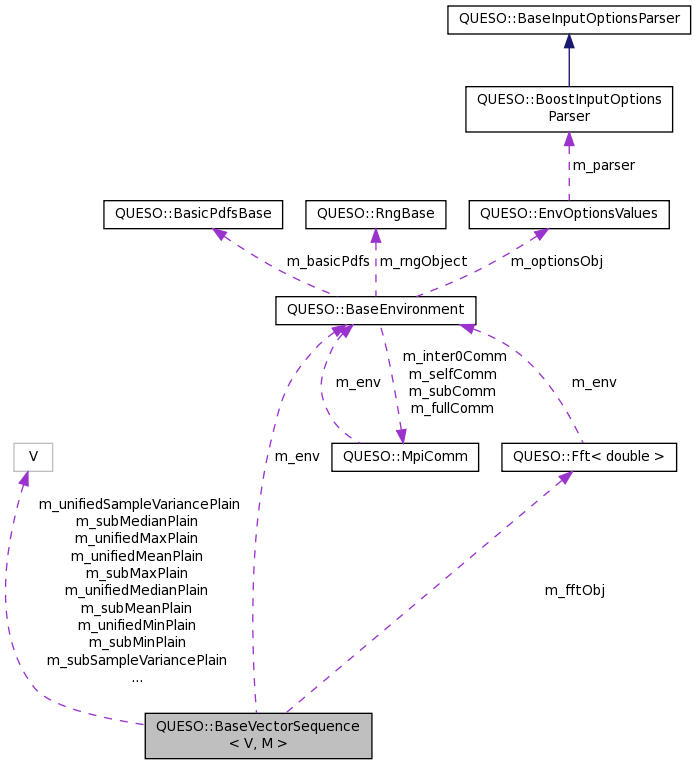 QUESO::BaseInputOptionsParser
QUESO::BoostInputOptions
Parser
m_parser
QUESO::BasicPdfsBase
QUESO::RngBase
QUESO::EnvOptionsValues
m_basicPdfs
m_rngObject
m_optionsObj
QUESO::BaseEnvironment
m_inter0Comm
m_selfComm
m_subComm
m_fullComm
m_env
m_env
V
m_env
QUESO::MpiComm
QUESO::Fft< double >
m_unifiedSampleVariancePlain
m_subMedianPlain
m_unifiedMaxPlain
m_unifiedMeanPlain
m_subMaxPlain
m_unifiedMedianPlain
m_subMeanPlain
m_unifiedMinPlain
m_subMinPlain
m_subSampleVariancePlain
...
m_fftObj
QUESO::BaseVectorSequence
< V, M >